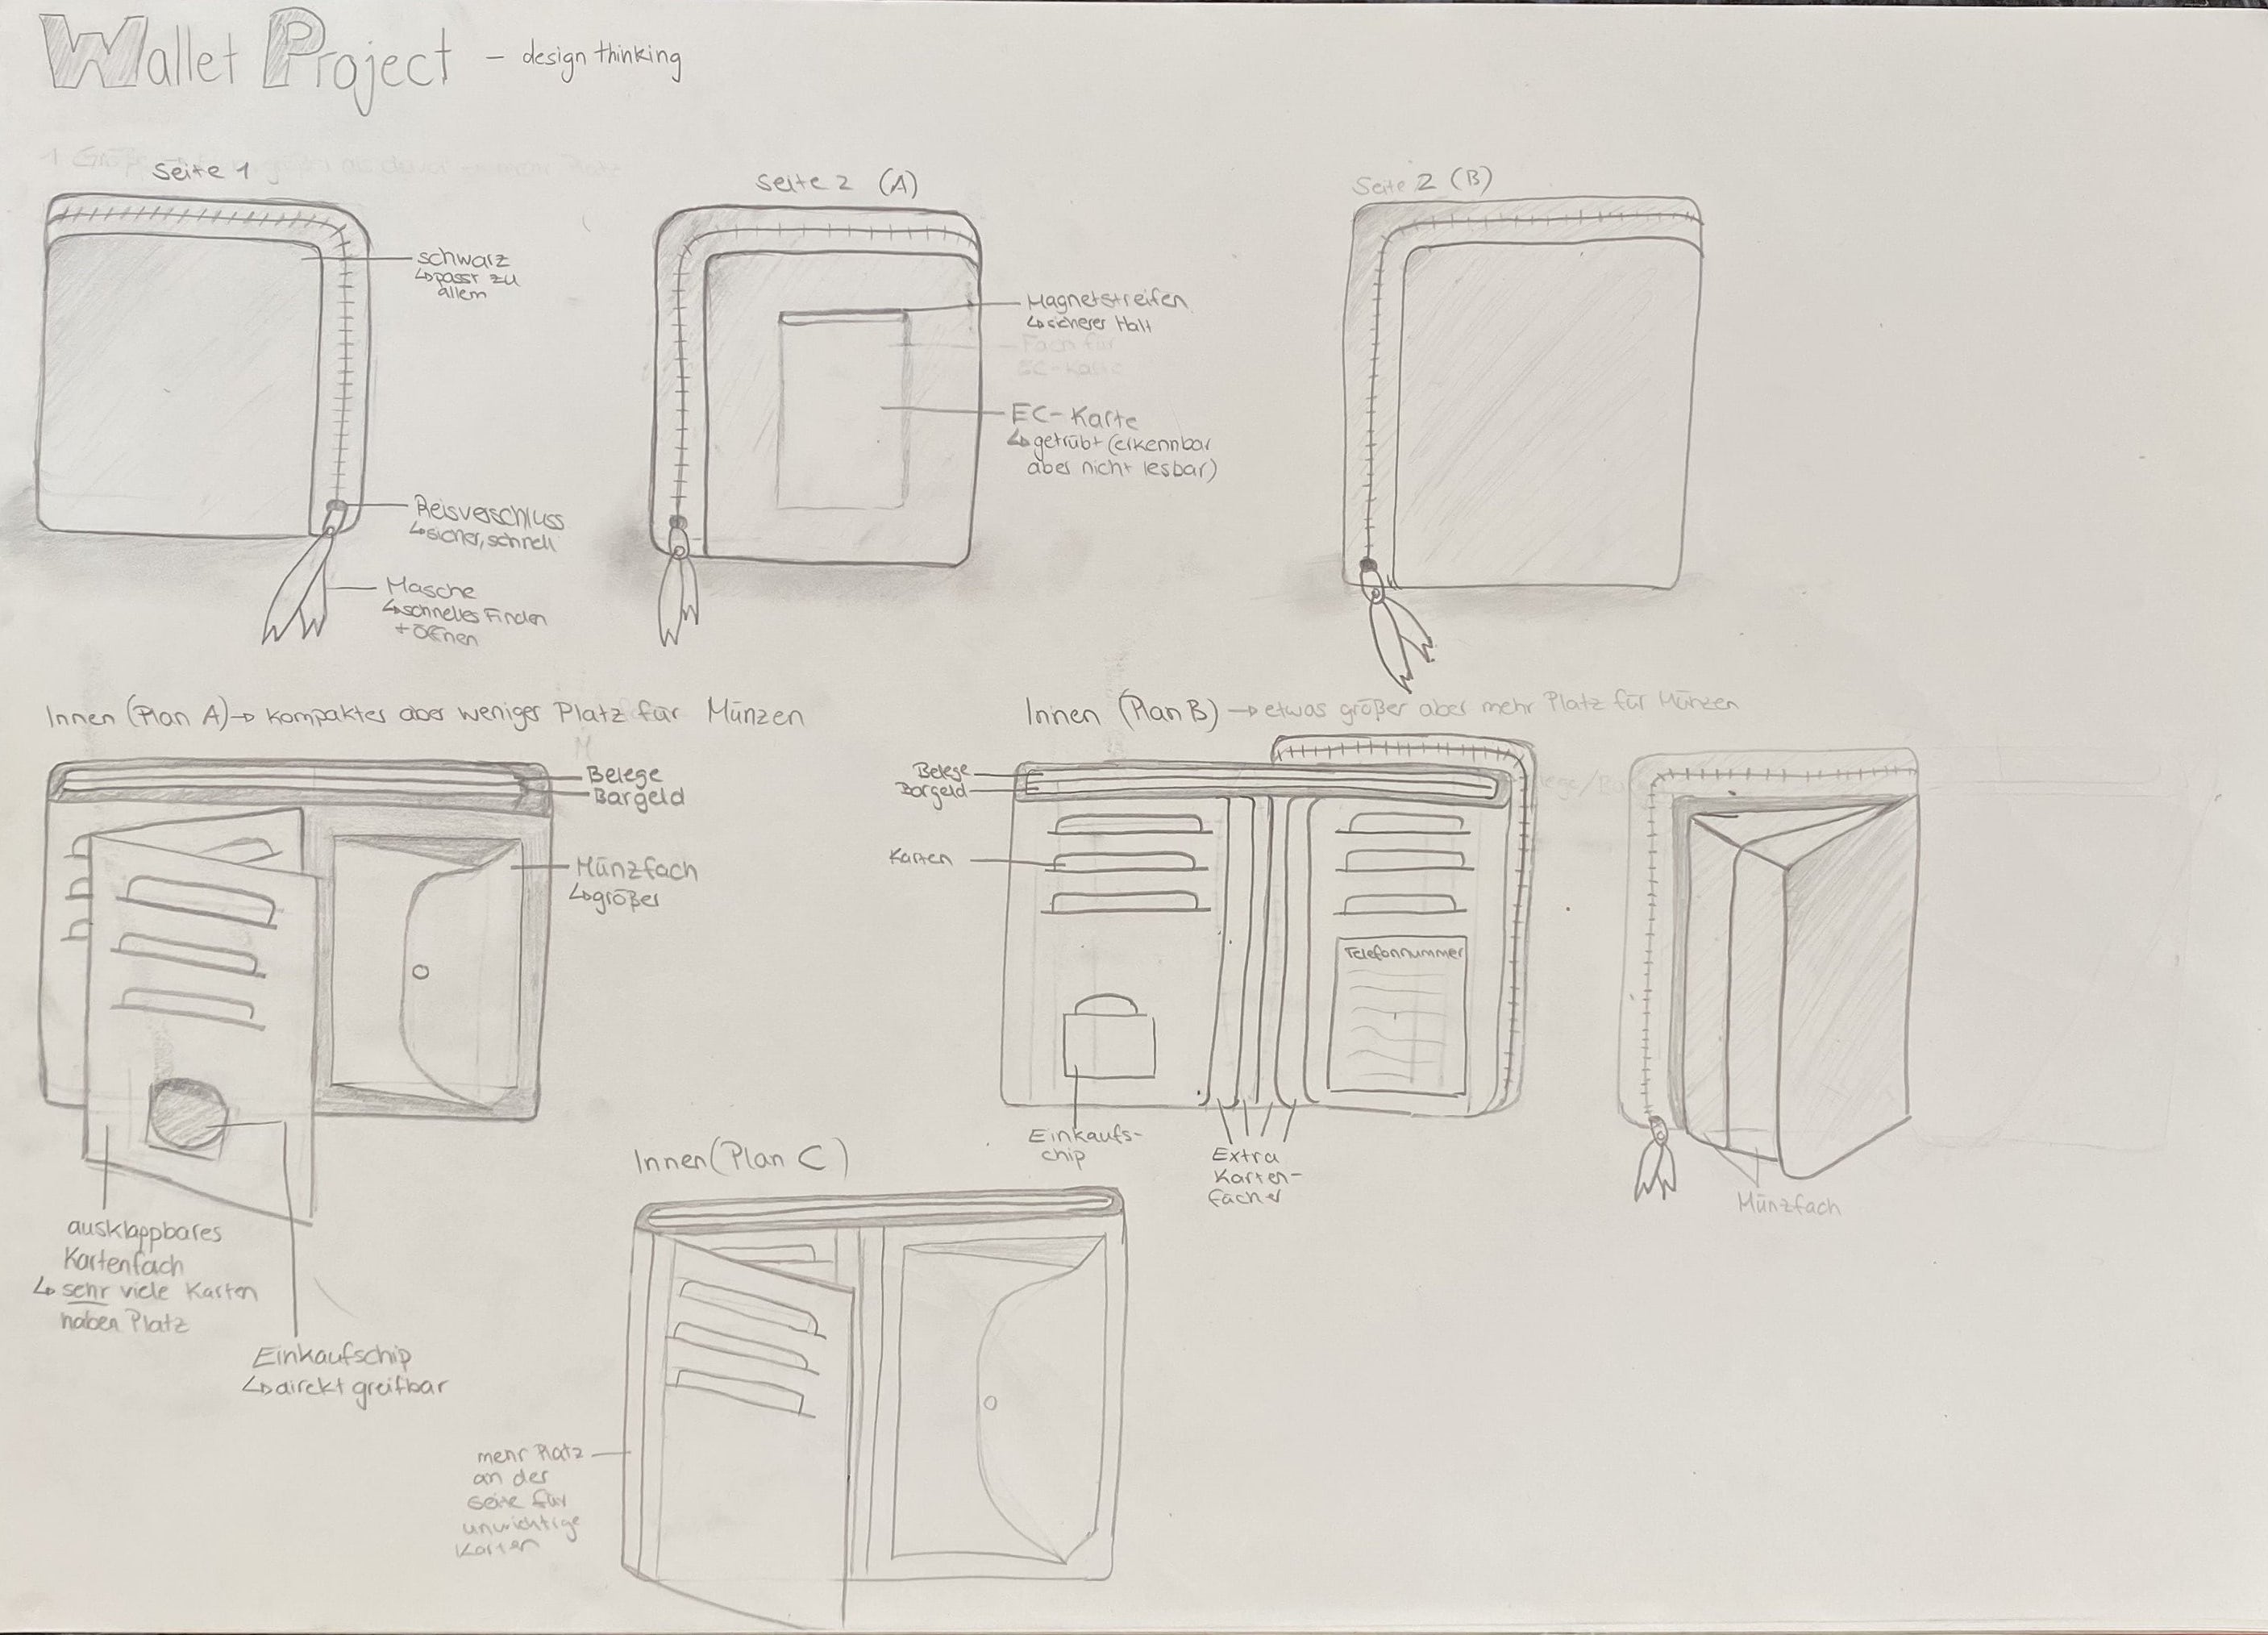 Wallet Project – design thinking
Seite 1
schwarz
↳ passt zu
allem
Reisverschluss
↳ sicher, schnell
Masche
↳ schnelles Finden
+ öffnen
Seite 2 (A)
Magnetstreifen
↳ sicherer Halt
Fach für
EC-Karte
EC-Karte
↳ getrübt (erkennbar
aber nicht lesbar)
Seite 2 (B)
Innen (Plan A) → kompakter aber weniger Platz für Münzen
Belege
Bargeld
Münzfach
↳ größer
ausklappbares
Kartenfach
↳ sehr viele Karten
haben Platz
Einkaufschip
↳ direkt greifbar
Innen (Plan B) → etwas größer aber mehr Platz für Münzen
Belege
Bargeld
Karten
Telefonnummer
Einkaufs-
chip
Extra
Karten-
fächer
Münzfach
Innen (Plan C)
mehr Platz
an der
Seite für
unwichtige
Karten